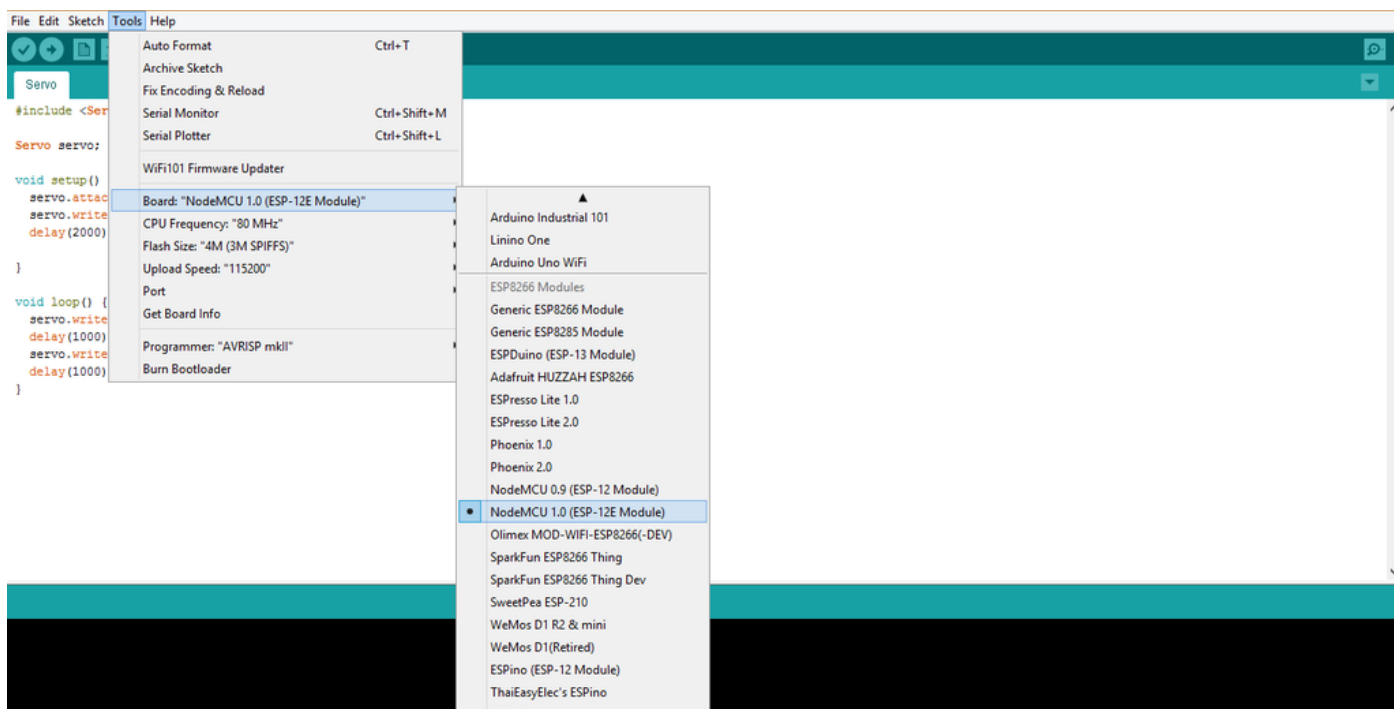 File Edit Sketch Tools Help
Servo
#include <Ser
Servo servo;
void setup()
servo.attac
servo.write
delay(2000)
}
void loop() {
servo.write
delay(1000)
servo.write
delay(1000)
}
Auto Format Ctrl+T
Archive Sketch
Fix Encoding & Reload
Serial Monitor Ctrl+Shift+M
Serial Plotter Ctrl+Shift+L
WiFi101 Firmware Updater
Board: "NodeMCU 1.0 (ESP-12E Module)"
CPU Frequency: "80 MHz"
Flash Size: "4M (3M SPIFFS)"
Upload Speed: "115200"
Port
Get Board Info
Programmer: "AVRISP mkII"
Burn Bootloader
Arduino Industrial 101
Linino One
Arduino Uno WiFi
ESP8266 Modules
Generic ESP8266 Module
Generic ESP8285 Module
ESPDuino (ESP-13 Module)
Adafruit HUZZAH ESP8266
ESPresso Lite 1.0
ESPresso Lite 2.0
Phoenix 1.0
Phoenix 2.0
NodeMCU 0.9 (ESP-12 Module)
NodeMCU 1.0 (ESP-12E Module)
Olimex MOD-WIFI-ESP8266(-DEV)
SparkFun ESP8266 Thing
SparkFun ESP8266 Thing Dev
SweetPea ESP-210
WeMos D1 R2 & mini
WeMos D1(Retired)
ESPino (ESP-12 Module)
ThaiEasyElec's ESPino